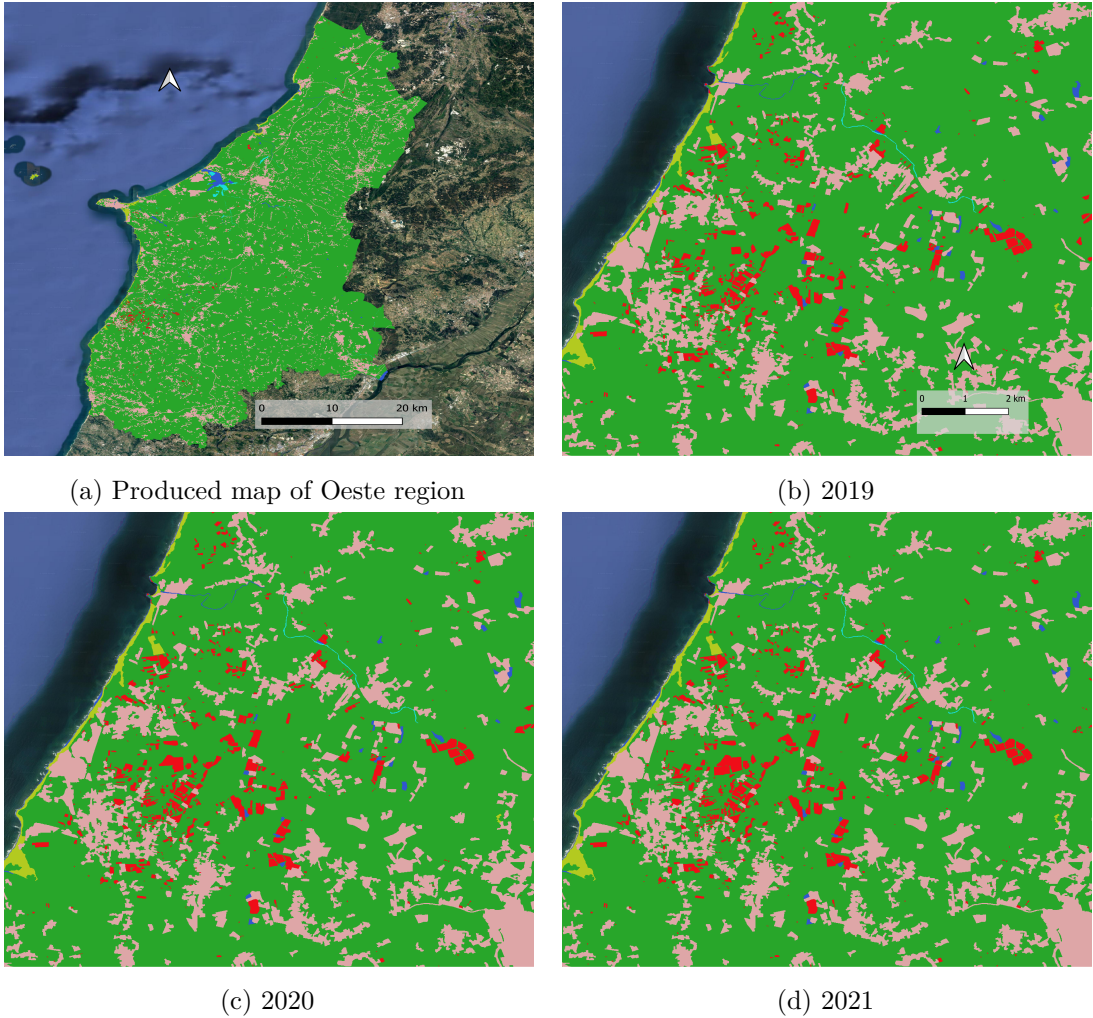 0 10 20 km
(a) Produced map of Oeste region
0 1 2 km
(b) 2019
(c) 2020
(d) 2021